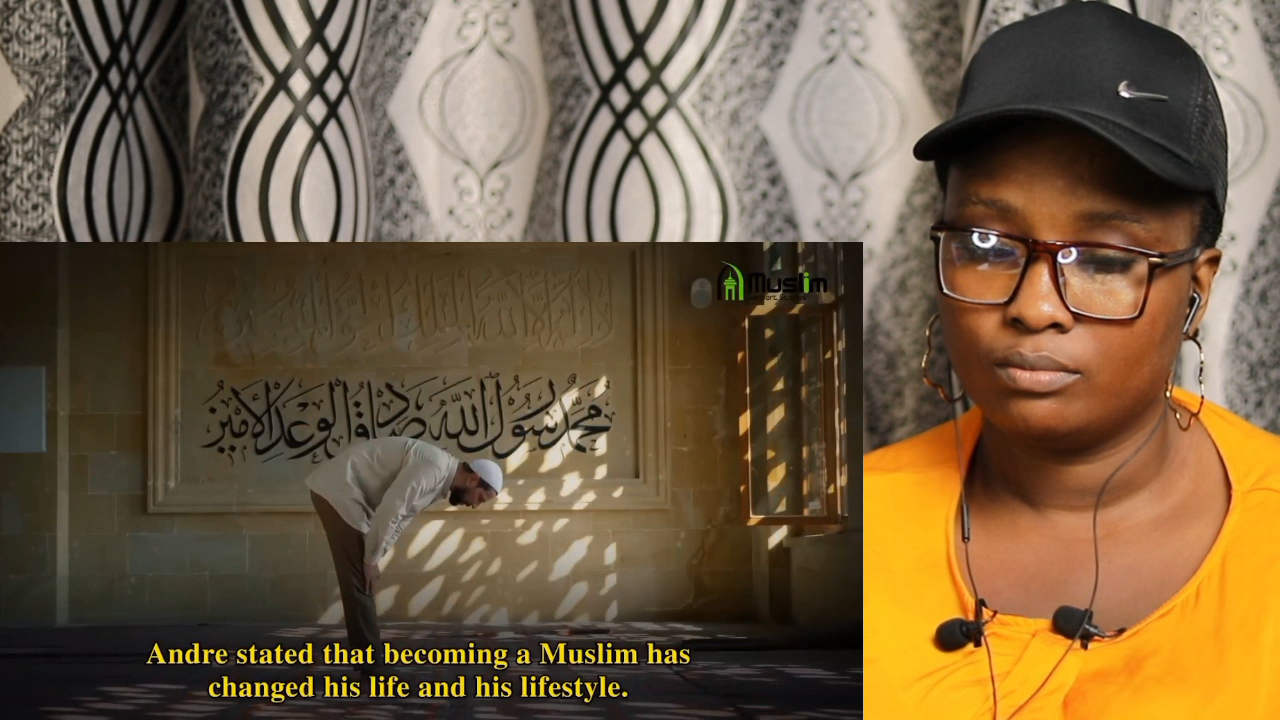 Muslim
محمد رسول الله صادق الوعد الأمين
Andre stated that becoming a Muslim has
changed his life and his lifestyle.